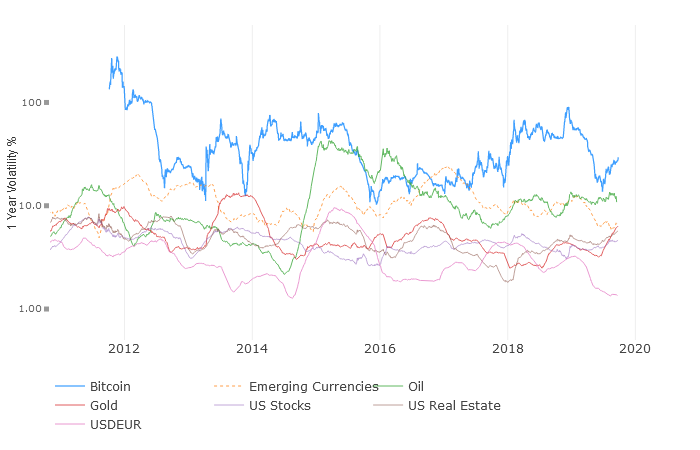 1 Year Volatility %
100
10.0
1.00
2012 2014 2016 2018 2020
Bitcoin Emerging Currencies Oil
Gold US Stocks US Real Estate
USDEUR